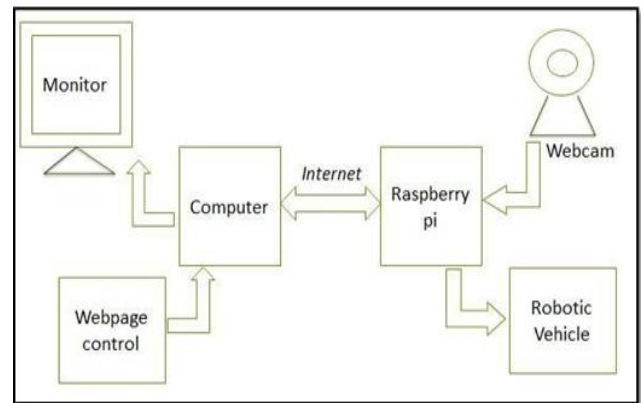 Monitor
Webcam
Internet
Computer
Raspberry
pi
Webpage
control
Robotic
Vehicle